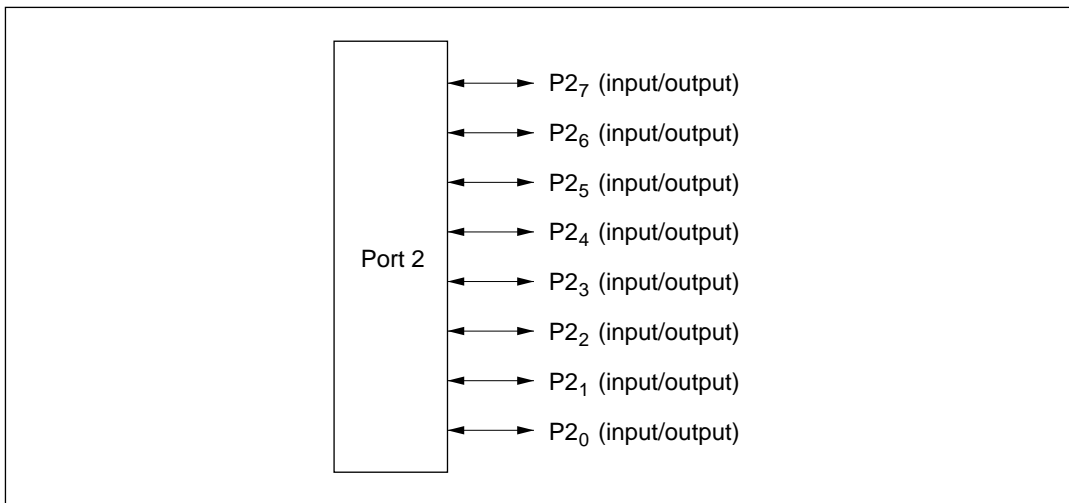 P2₇ (input/output)
P2₆ (input/output)
P2₅ (input/output)
P2₄ (input/output)
Port 2
P2₃ (input/output)
P2₂ (input/output)
P2₁ (input/output)
P2₀ (input/output)